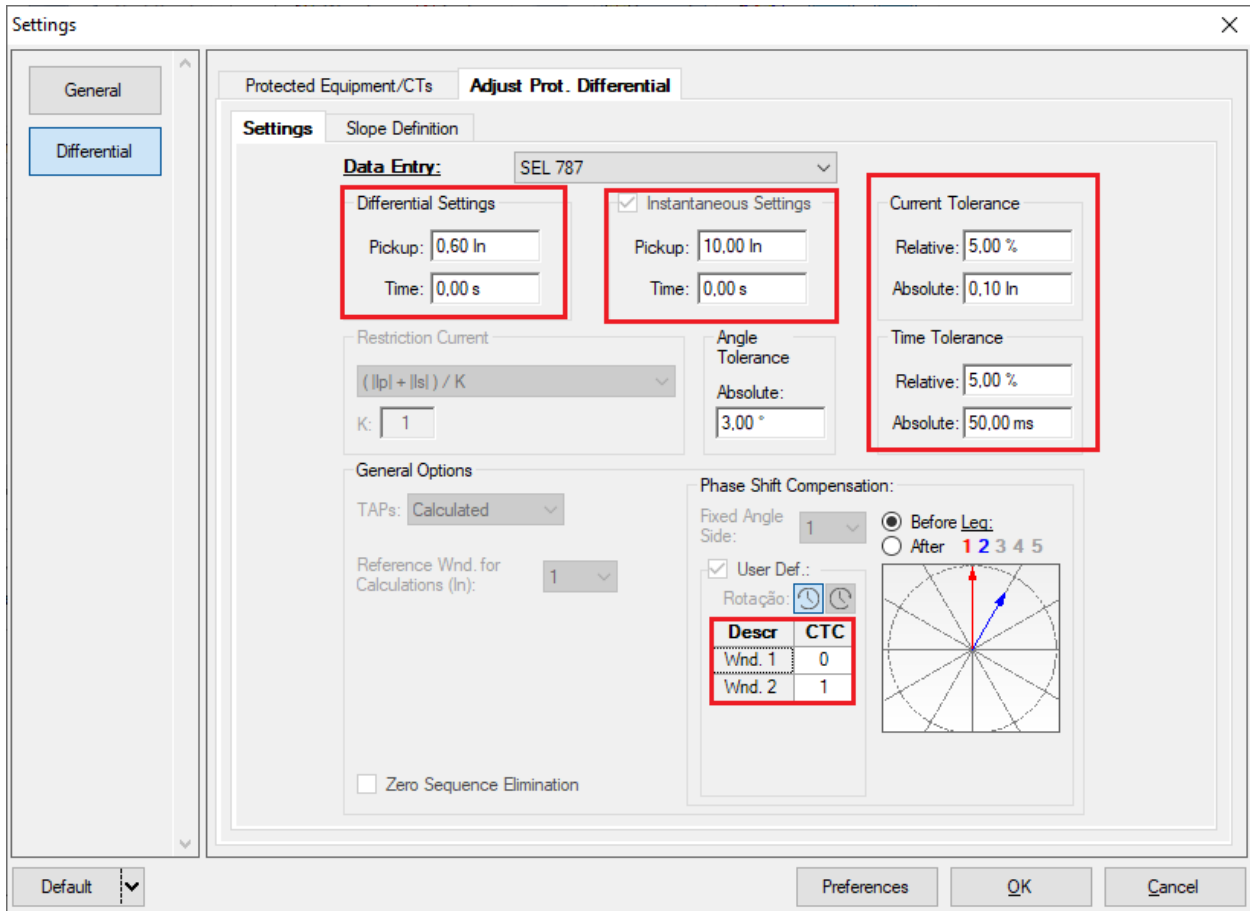 Settings
General
Differential
Protected Equipment/CTs
Adjust Prot. Differential
Settings
Slope Definition
Data Entry:
SEL 787
Differential Settings
Pickup: 0,60 In
Time: 0,00 s
Instantaneous Settings
Pickup: 10,00 In
Time: 0,00 s
Current Tolerance
Relative: 5,00 %
Absolute: 0,10 In
Restriction Current
( |Ip| + |Is| ) / K
K: 1
Angle
Tolerance
Absolute:
3,00 °
Time Tolerance
Relative: 5,00 %
Absolute: 50,00 ms
General Options
TAPs: Calculated
Reference Wnd. for
Calculations (In):
1
Zero Sequence Elimination
Phase Shift Compensation:
Fixed Angle
Side:
1
Before Leg:
After 1 2 3 4 5
User Def.:
Rotação:
Descr CTC
Wnd. 1 0
Wnd. 2 1
Default
Preferences
OK
Cancel